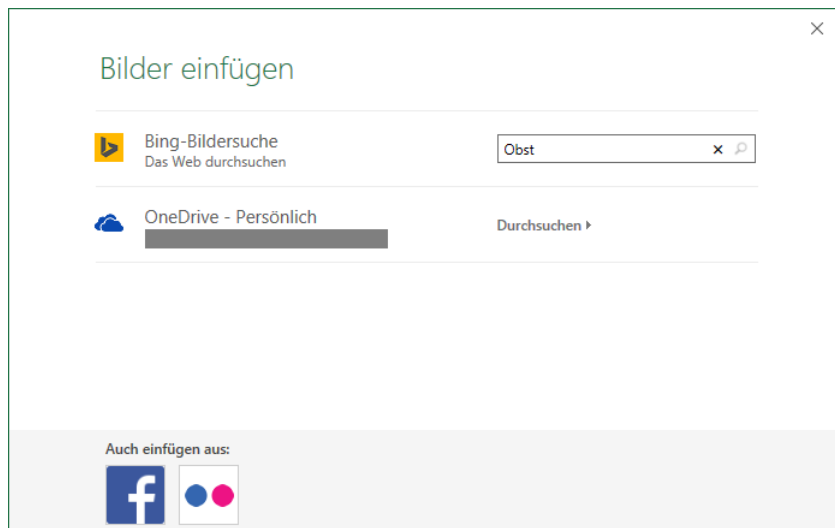 Bilder einfügen
Bing-Bildersuche
Das Web durchsuchen
Obst
OneDrive - Persönlich
Durchsuchen
Auch einfügen aus: